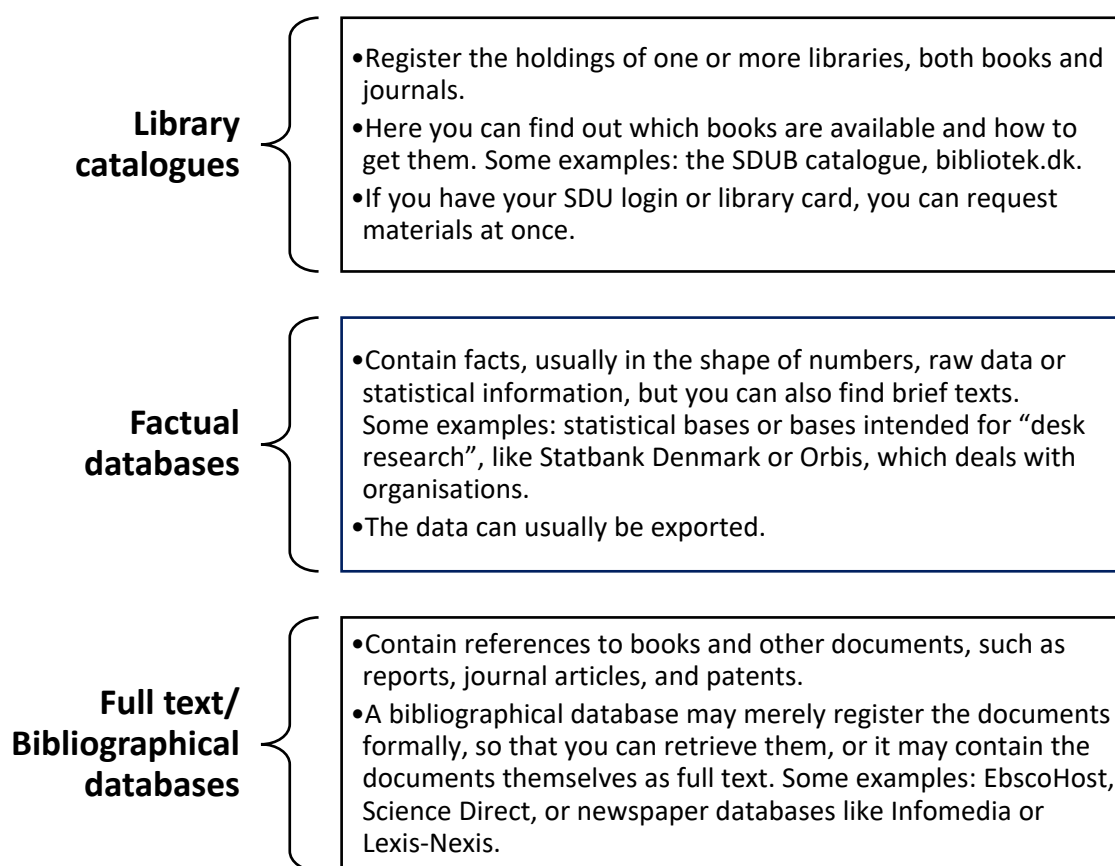 Library
catalogues
•Register the holdings of one or more libraries, both books and
journals.
•Here you can find out which books are available and how to
get them. Some examples: the SDUB catalogue, bibliotek.dk.
•If you have your SDU login or library card, you can request
materials at once.
Factual
databases
•Contain facts, usually in the shape of numbers, raw data or
statistical information, but you can also find brief texts.
Some examples: statistical bases or bases intended for “desk
research”, like Statbank Denmark or Orbis, which deals with
organisations.
•The data can usually be exported.
Full text/
Bibliographical
databases
•Contain references to books and other documents, such as
reports, journal articles, and patents.
•A bibliographical database may merely register the documents
formally, so that you can retrieve them, or it may contain the
documents themselves as full text. Some examples: EbscoHost,
Science Direct, or newspaper databases like Infomedia or
Lexis-Nexis.